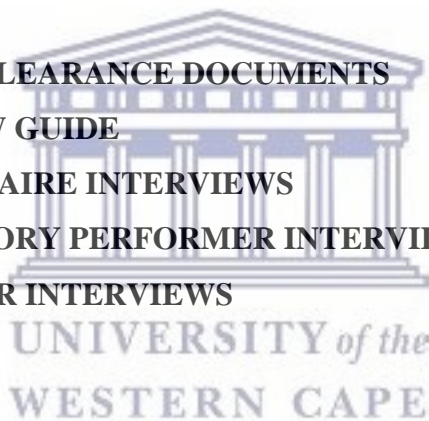 LEARANCE DOCUMENTS
GUIDE
AIRE INTERVIEWS
ORY PERFORMER INTERVI
R INTERVIEWS
UNIVERSITY of the
WESTERN CAPE